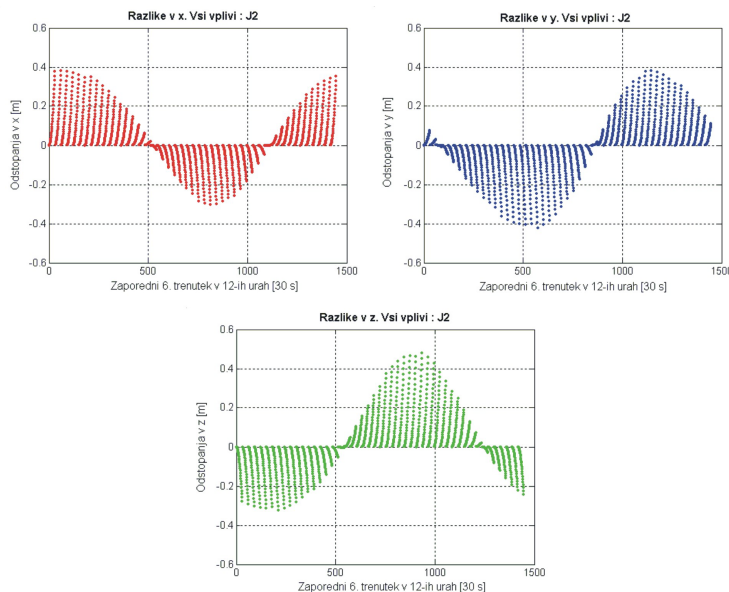 Razlike v x. Vsi vplivi : J2
Odstopanja v x [m]
0.6
0.4
0.2
0
-0.2
-0.4
-0.6
0 500 1000 1500
Zaporedni 6. trenutek v 12-ih urah [30 s]
Razlike v y. Vsi vplivi : J2
Odstopanja v y [m]
0.6
0.4
0.2
0
-0.2
-0.4
-0.6
0 500 1000 1500
Zaporedni 6. trenutek v 12-ih urah [30 s]
Razlike v z. Vsi vplivi : J2
Odstopanja v z [m]
0.6
0.4
0.2
0
-0.2
-0.4
-0.6
0 500 1000 1500
Zaporedni 6. trenutek v 12-ih urah [30 s]